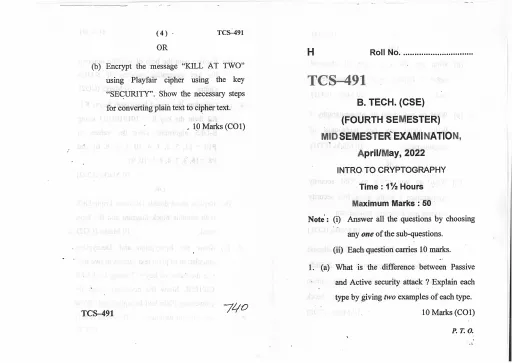 ( 4 )
TCS–491
OR
(b) Encrypt the message “KILL AT TWO”
using Playfair cipher using the key
“SECURITY”. Show the necessary steps
for converting plain text to cipher text.
10 Marks (CO1)
TCS–491
740
H
Roll No. ..............................
TCS–491
B. TECH. (CSE)
(FOURTH SEMESTER)
MID SEMESTER EXAMINATION,
April/May, 2022
INTRO TO CRYPTOGRAPHY
Time : 1½ Hours
Maximum Marks : 50
Note : (i) Answer all the questions by choosing
any one of the sub-questions.
(ii) Each question carries 10 marks.
1. (a) What is the difference between Passive
and Active security attack ? Explain each
type by giving two examples of each type.
10 Marks (CO1)
P. T. O.